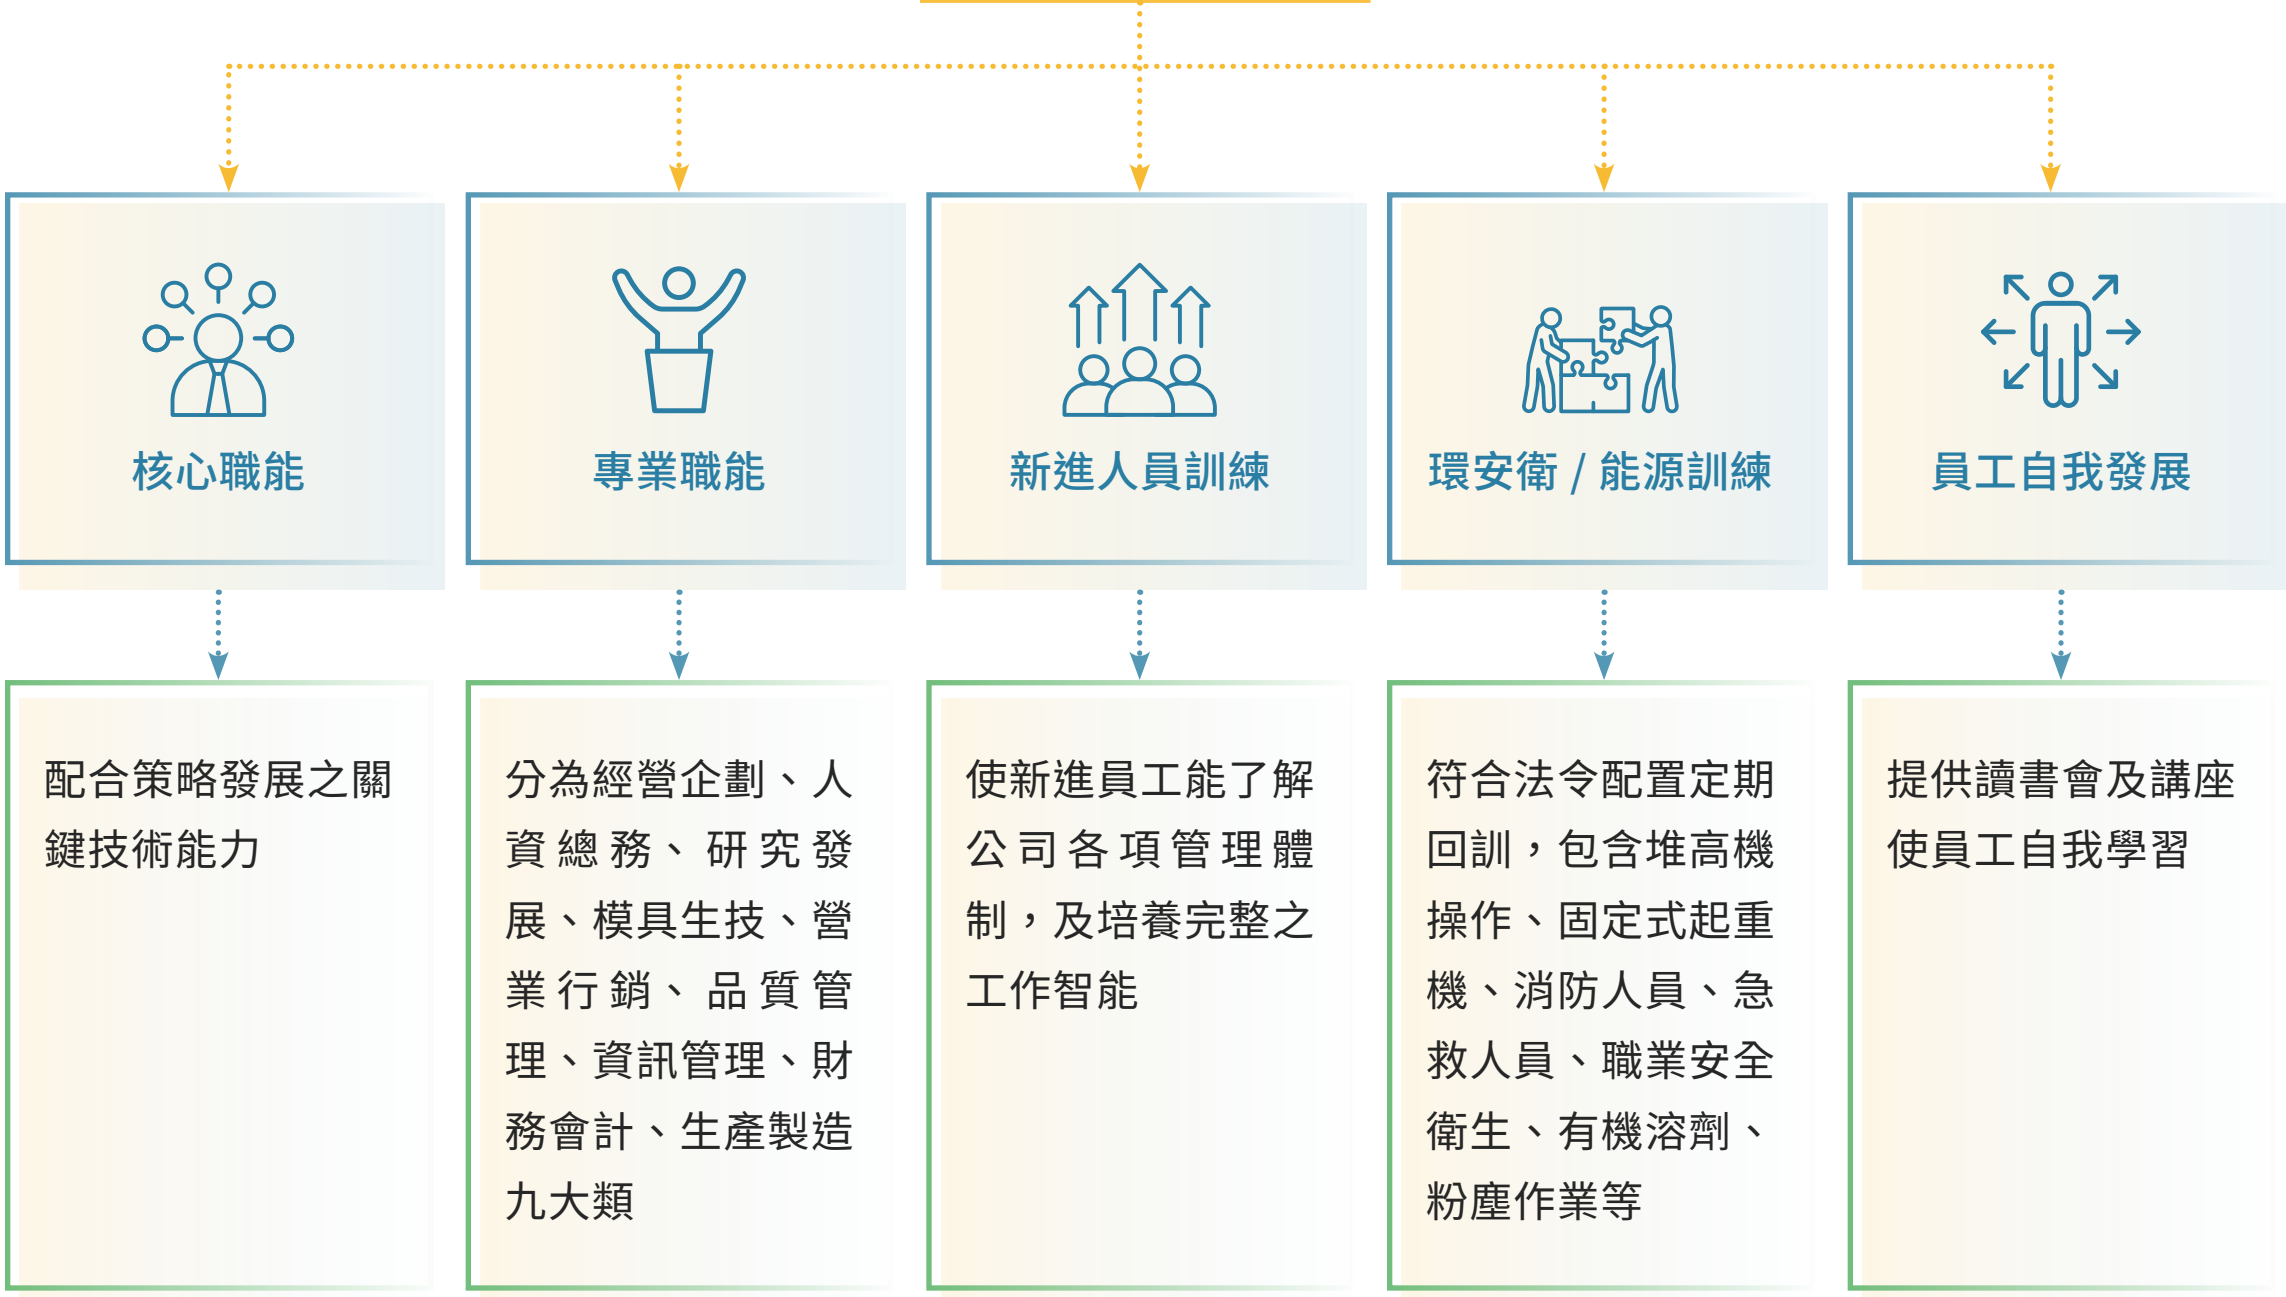 核心職能
專業職能
新進人員訓練
環安衛 / 能源訓練
員工自我發展
配合策略發展之關
鍵技術能力
分為經營企劃、人
資總務、研究發
展、模具生技、營
業行銷、品質管
理、資訊管理、財
務會計、生產製造
九大類
使新進員工能了解
公司各項管理體
制，及培養完整之
工作智能
符合法令配置定期
回訓，包含堆高機
操作、固定式起重
機、消防人員、急
救人員、職業安全
衛生、有機溶劑、
粉塵作業等
提供讀書會及講座
使員工自我學習